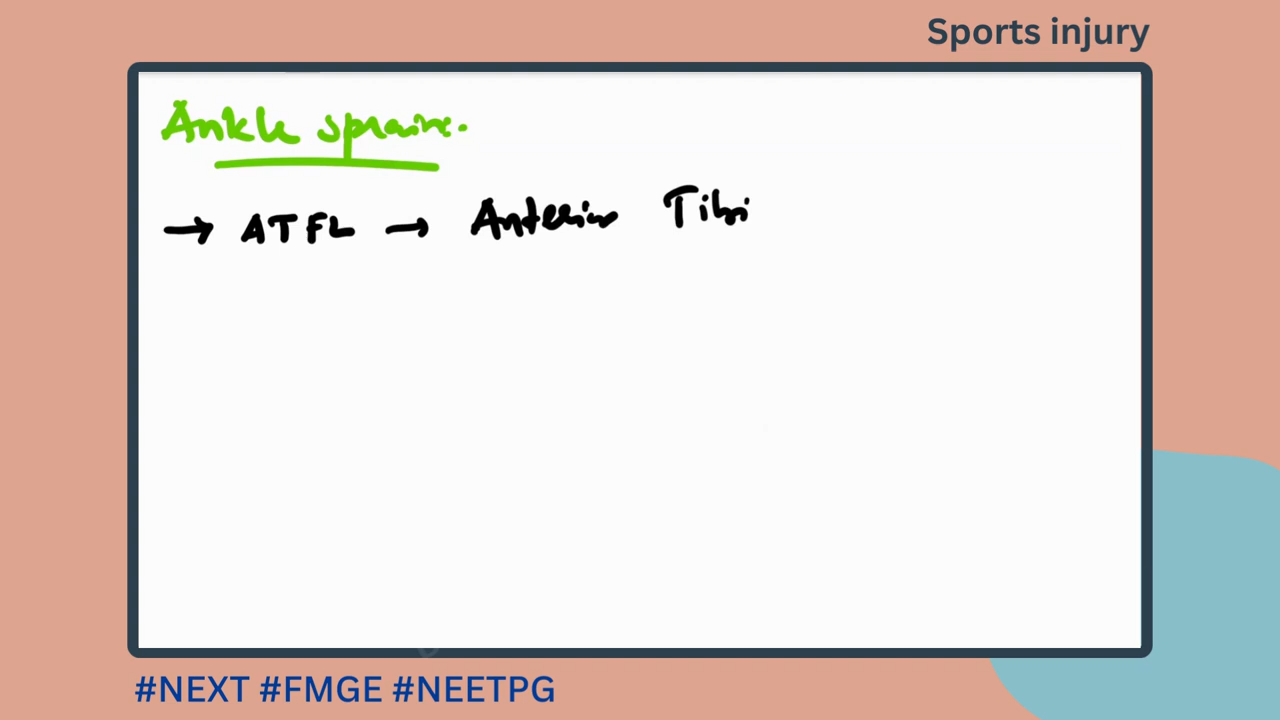 Sports injury
Ankle sprain.
→ ATFL → Anterior Tibi
#NEXT #FMGE #NEETPG